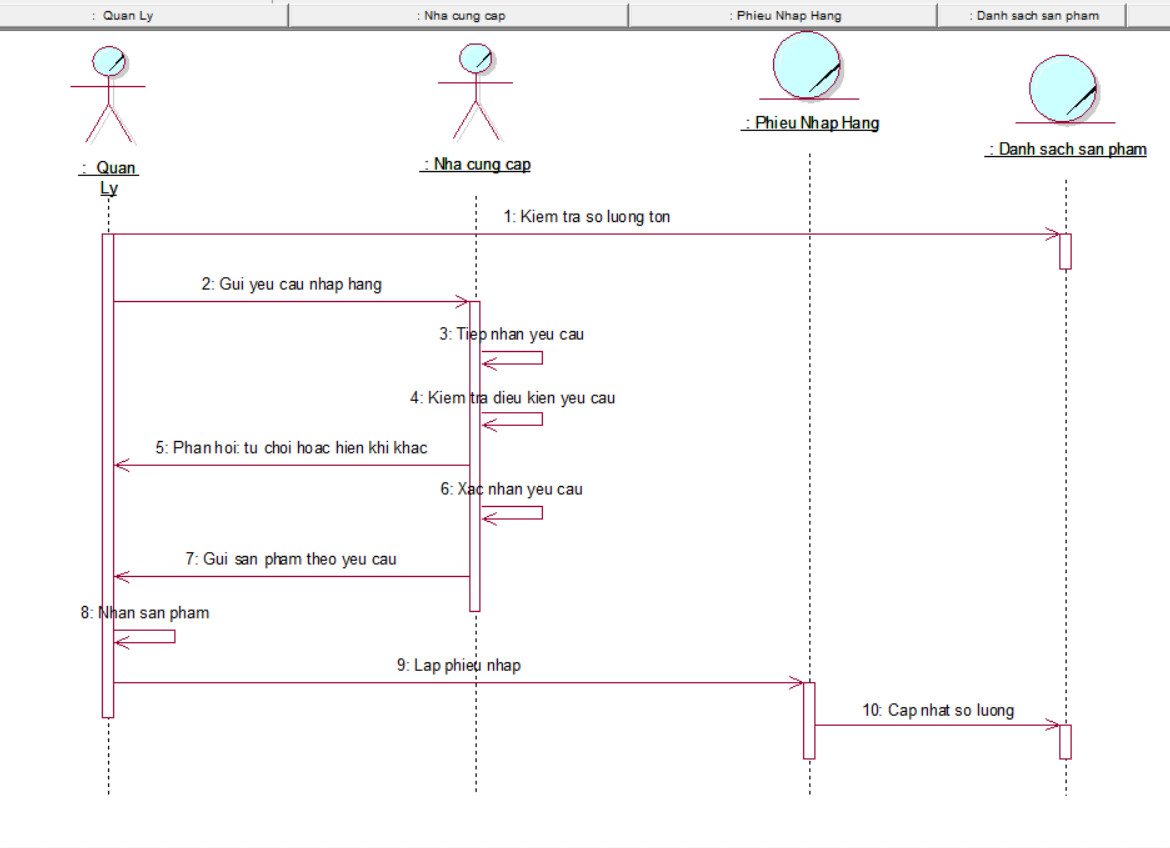 : Quan Ly
: Nha cung cap
: Phieu Nhap Hang
: Danh sach san pham
: Quan
Ly
: Nha cung cap
: Phieu Nhap Hang
: Danh sach san pham
1: Kiem tra so luong ton
2: Gui yeu cau nhap hang
3: Tiep nhan yeu cau
4: Kiem tra dieu kien yeu cau
5: Phan hoi: tu choi hoac hien khi khac
6: Xac nhan yeu cau
7: Gui san pham theo yeu cau
8: Nhan san pham
9: Lap phieu nhap
10: Cap nhat so luong